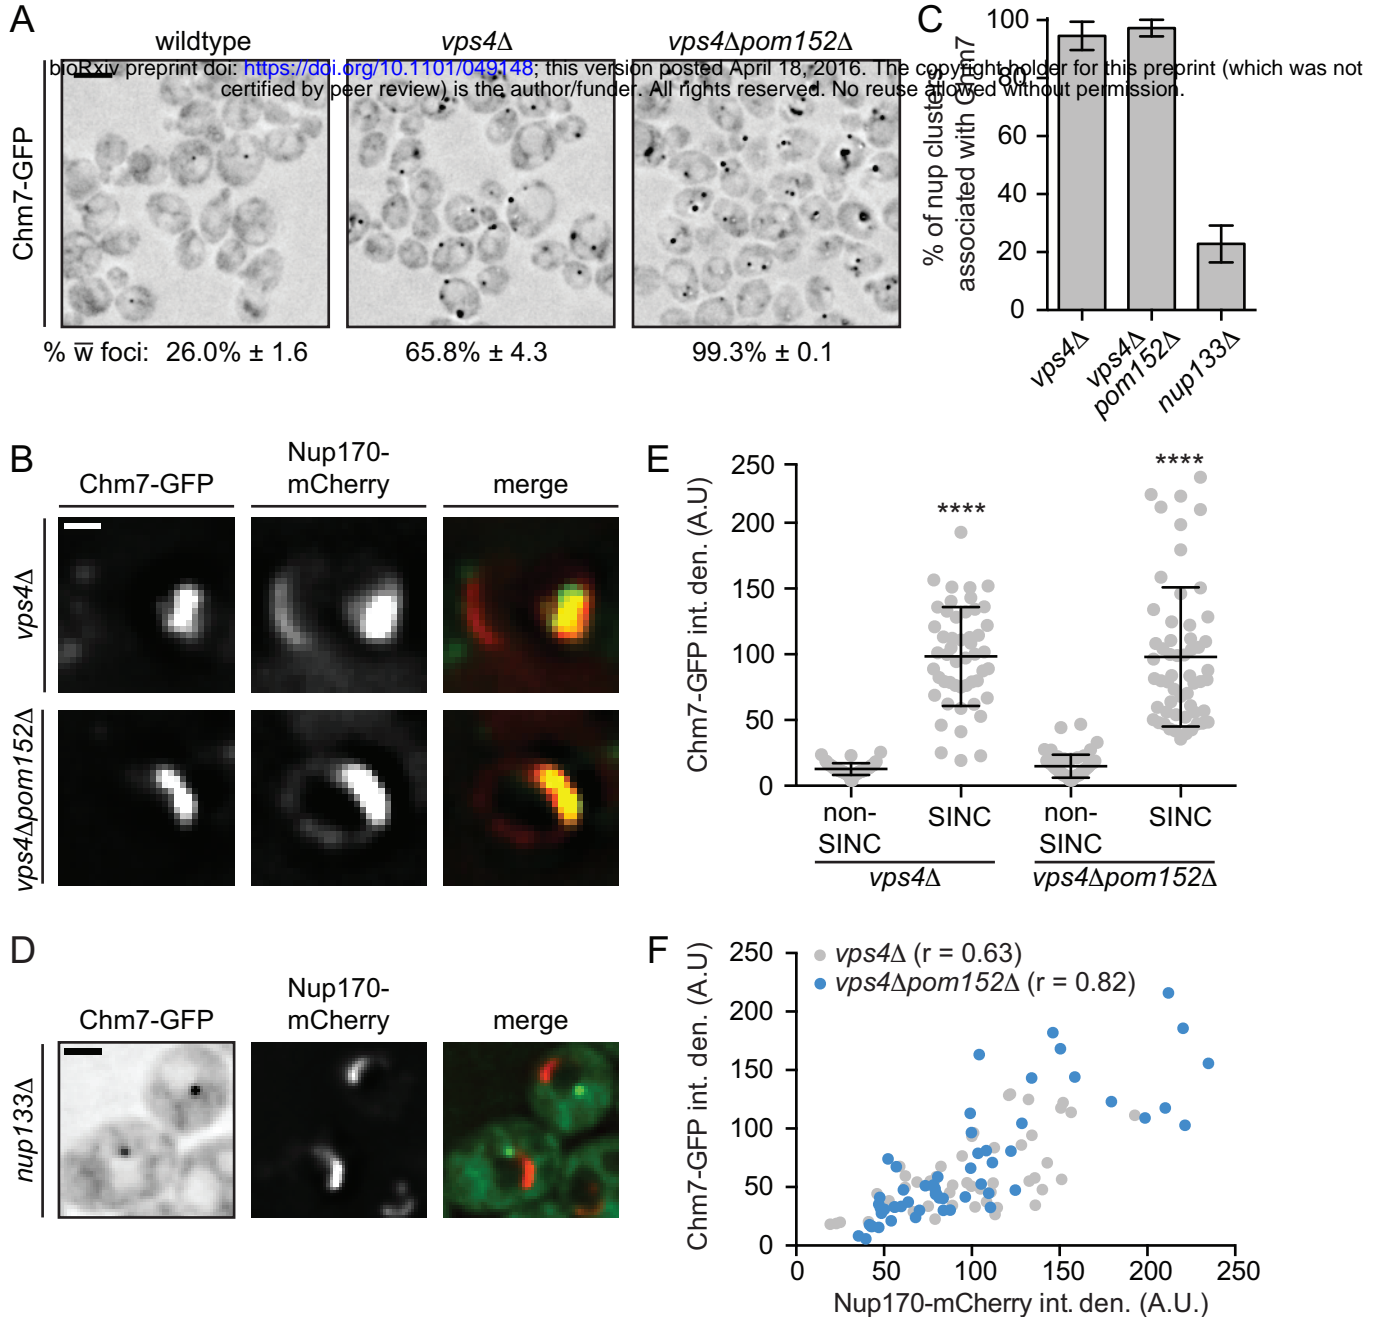 A
wildtype
vps4Δ
vps4Δpom152Δ
bioRxiv preprint doi: https://doi.org/10.1101/049148; this version posted April 18, 2016. The copyright holder for this preprint (which was not
certified by peer review) is the author/funder. All rights reserved. No reuse allowed without permission.
Chm7-GFP
% w̅ foci: 26.0% ± 1.6
65.8% ± 4.3
99.3% ± 0.1
C
% of nup clusters
associated with Chm7
100
80
60
40
20
0
vps4Δ
vps4Δ
pom152Δ
nup133Δ
B
Chm7-GFP
Nup170-
mCherry
merge
vps4Δ
vps4Δpom152Δ
E
Chm7-GFP int. den. (A.U)
250
200
150
100
50
0
****
****
non-
SINC
SINC
non-
SINC
SINC
vps4Δ
vps4Δpom152Δ
D
Chm7-GFP
Nup170-
mCherry
merge
nup133Δ
F
Chm7-GFP int. den. (A.U)
250
200
150
100
50
0
vps4Δ (r = 0.63)
vps4Δpom152Δ (r = 0.82)
0 50 100 150 200 250
Nup170-mCherry int. den. (A.U.)